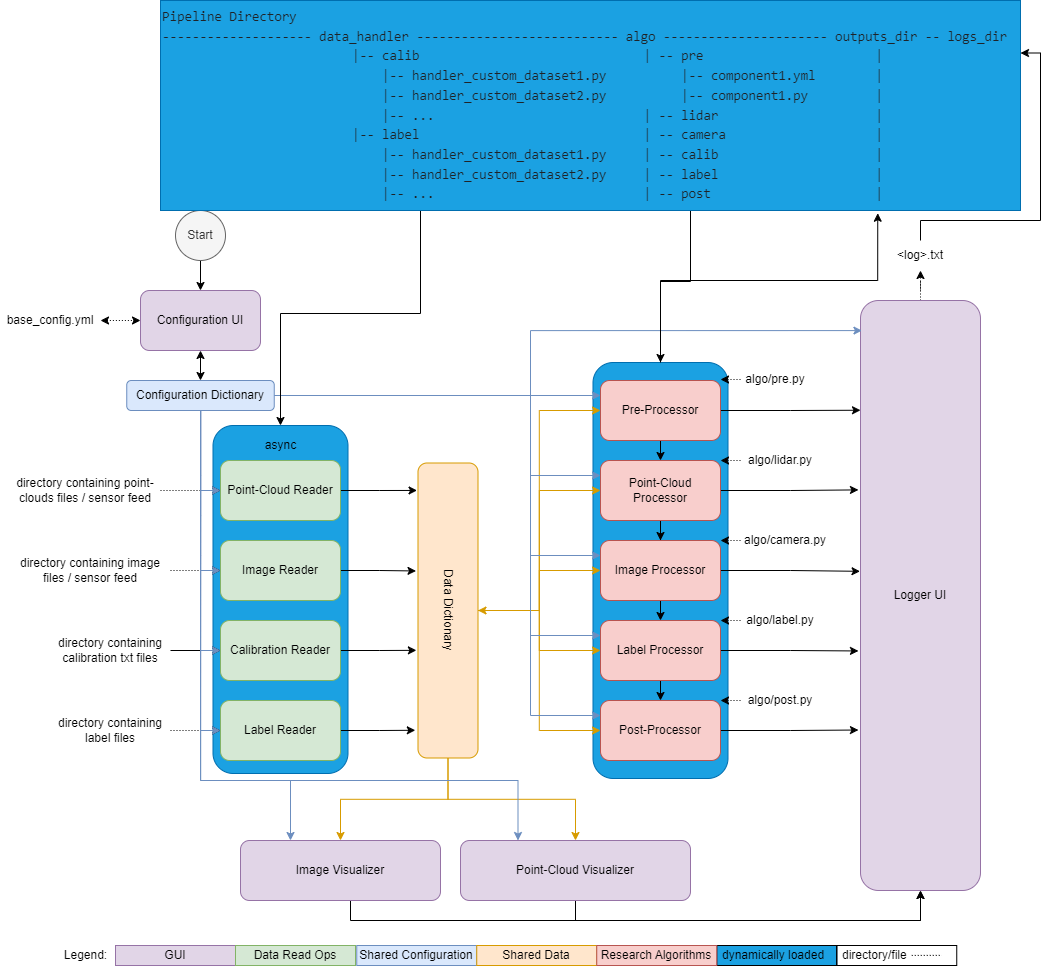 Pipeline Directory
------------------- data_handler -------------------------- algo --------------------- outputs_dir -- logs_dir
|-- calib | -- pre |
|-- handler_custom_dataset1.py |-- component1.yml |
|-- handler_custom_dataset2.py |-- component1.py |
|-- ... | -- lidar |
|-- label | -- camera |
|-- handler_custom_dataset1.py | -- calib |
|-- handler_custom_dataset2.py | -- label |
|-- ... | -- post |
Start
<log>.txt
base_config.yml
Configuration UI
Configuration Dictionary
async
Point-Cloud Reader
Image Reader
Calibration Reader
Label Reader
directory containing point-
clouds files / sensor feed
directory containing image
files / sensor feed
directory containing
calibration txt files
directory containing
label files
Data Dictionary
Pre-Processor
Point-Cloud
Processor
Image Processor
Label Processor
Post-Processor
algo/pre.py
algo/lidar.py
algo/camera.py
algo/label.py
algo/post.py
Logger UI
Image Visualizer
Point-Cloud Visualizer
Legend:
GUI
Data Read Ops
Shared Configuration
Shared Data
Research Algorithms
dynamically loaded
directory/file